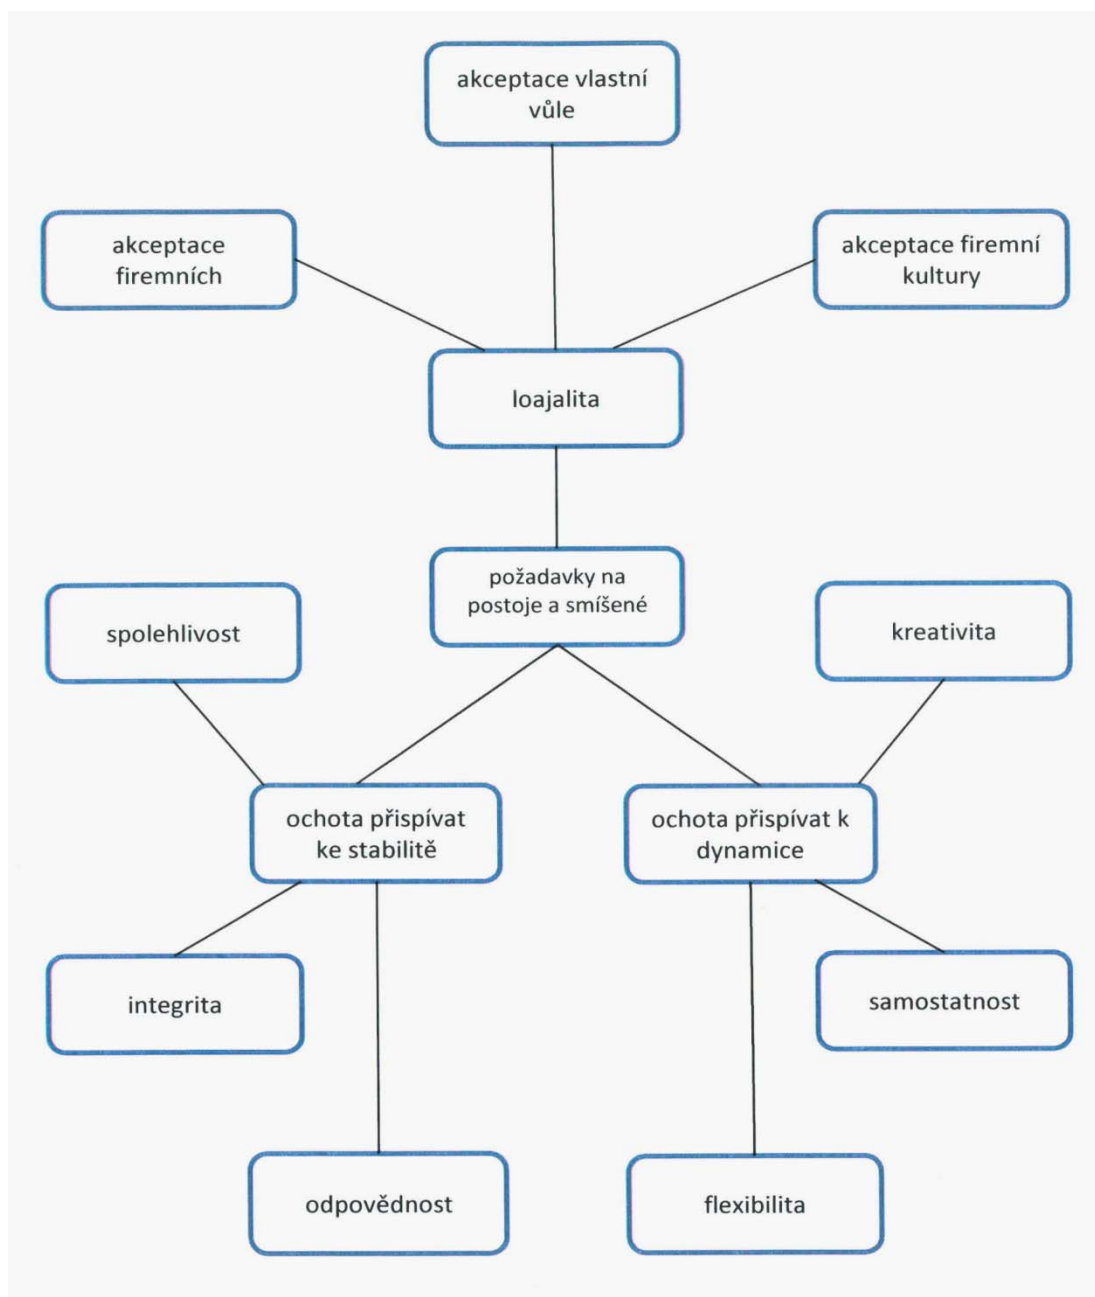 akceptace vlastní
vůle
akceptace
firemních
akceptace firemní
kultury
loajalita
požadavky na
postoje a smíšené
spolehlivost
kreativita
ochota přispívat
ke stabilitě
ochota přispívat k
dynamice
integrita
samostatnost
odpovědnost
flexibilita